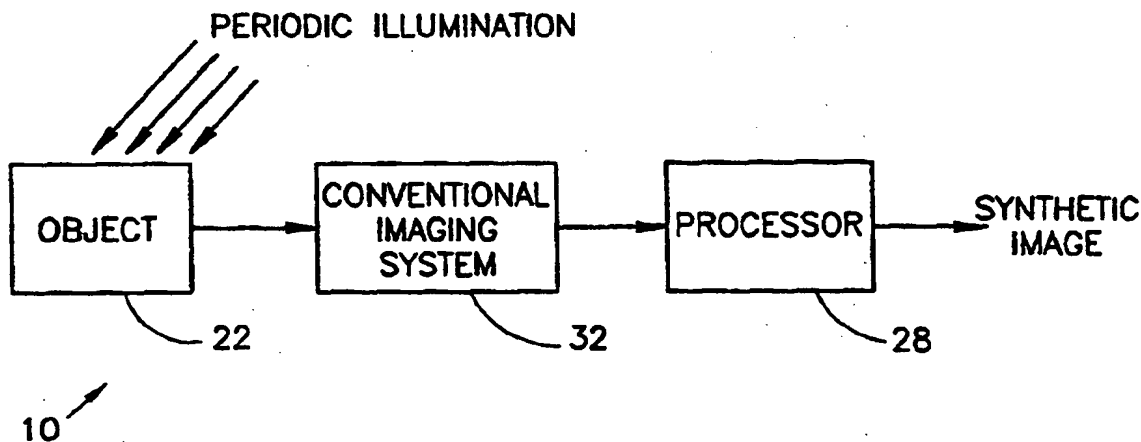 PERIODIC ILLUMINATION
OBJECT
CONVENTIONAL
IMAGING
SYSTEM
PROCESSOR
SYNTHETIC
IMAGE
22
32
28
10